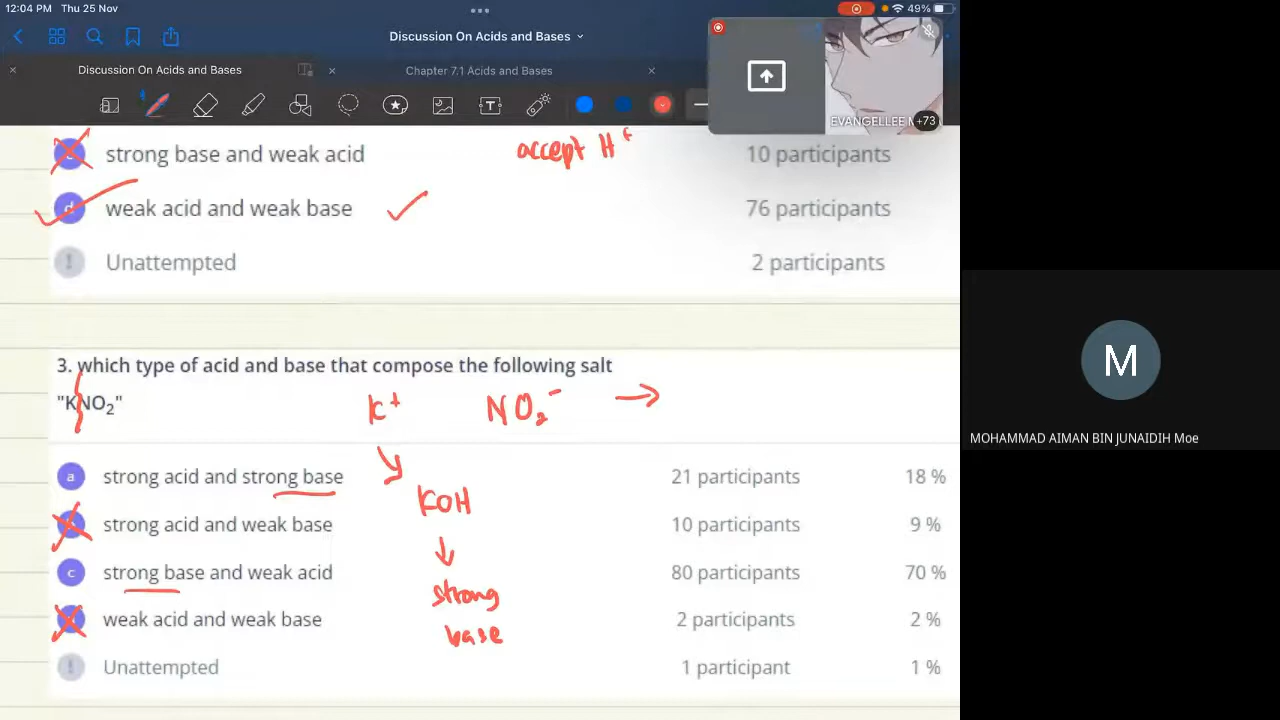 12:04 PM Thu 25 Nov
49%
Discussion On Acids and Bases
Discussion On Acids and Bases
Chapter 7.1 Acids and Bases
EVANGELLEE M +73
strong base and weak acid
accept H+
10 participants
d weak acid and weak base
76 participants
! Unattempted
2 participants
3. which type of acid and base that compose the following salt
"KNO₂"
K⁺ NO₂⁻ →
a strong acid and strong base 21 participants 18 %
KOH
strong acid and weak base 10 participants 9 %
c strong base and weak acid 80 participants 70 %
strong
weak acid and weak base 2 participants 2 %
base
! Unattempted 1 participant 1 %
M
MOHAMMAD AIMAN BIN JUNAIDIH Moe